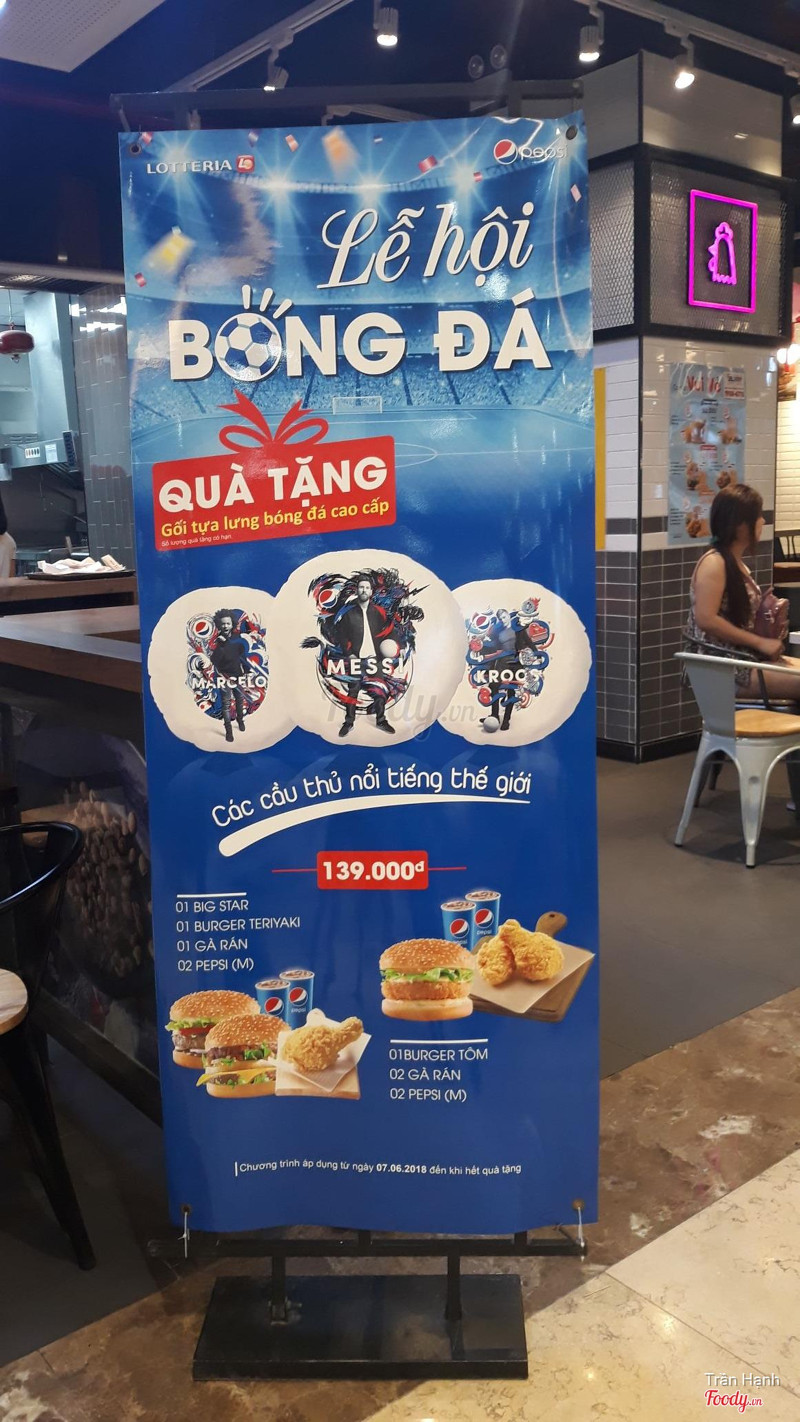 LOTTERIA
pepsi
Lễ hội
BÓNG ĐÁ
QUÀ TẶNG
Gối tựa lưng bóng đá cao cấp
Số lượng quà tặng có hạn
MARCELO
MESSI
KROOS
Foody.vn
Các cầu thủ nổi tiếng thế giới
139.000đ
01 BIG STAR
01 BURGER TERIYAKI
01 GÀ RÁN
02 PEPSI (M)
01BURGER TÔM
02 GÀ RÁN
02 PEPSI (M)
Chương trình áp dụng từ ngày 07.06.2018 đến khi hết quà tặng
Trần Hạnh
Foody.vn